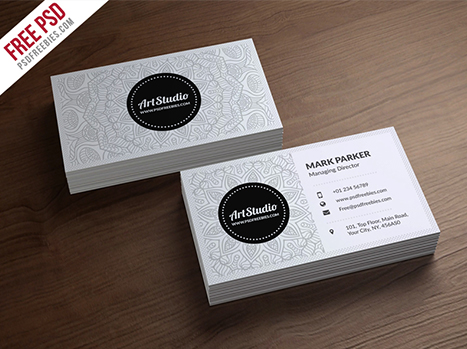 FREE PSD
PSDFREEBIES.COM
ArtStudio
WWW.PSDFREEBIES.COM
MARK PARKER
Managing Director
+01 234 56789
www.psdfreebies.com
Free@psdfreebies.com
101, Top Floor, Main Road,
Your City, NY, 456A50
ArtStudio
WWW.PSDFREEBIES.COM